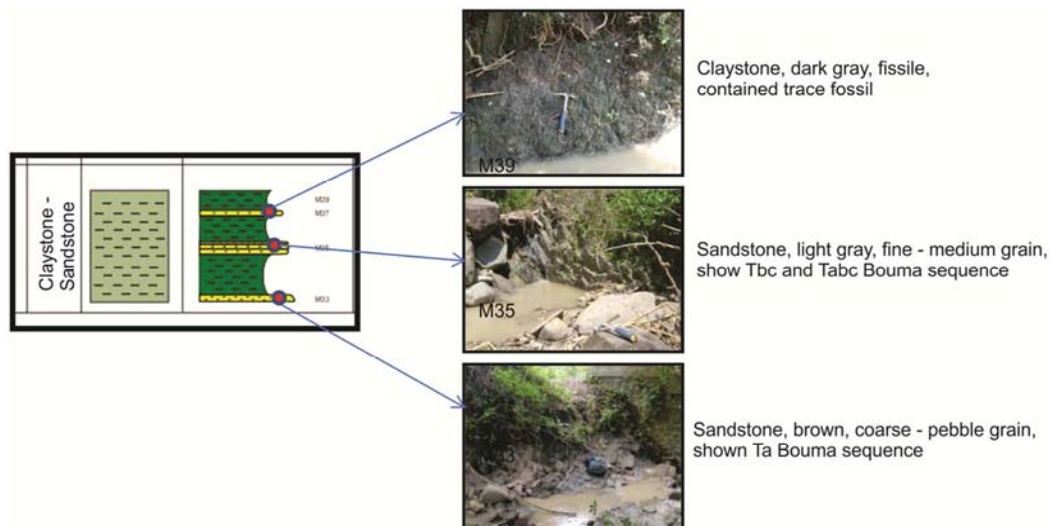 Claystone -
Sandstone
M39
M37
M35
M33
M39
Claystone, dark gray, fissile,
contained trace fossil
M35
Sandstone, light gray, fine - medium grain,
show Tbc and Tabc Bouma sequence
Sandstone, brown, coarse - pebble grain,
shown Ta Bouma sequence